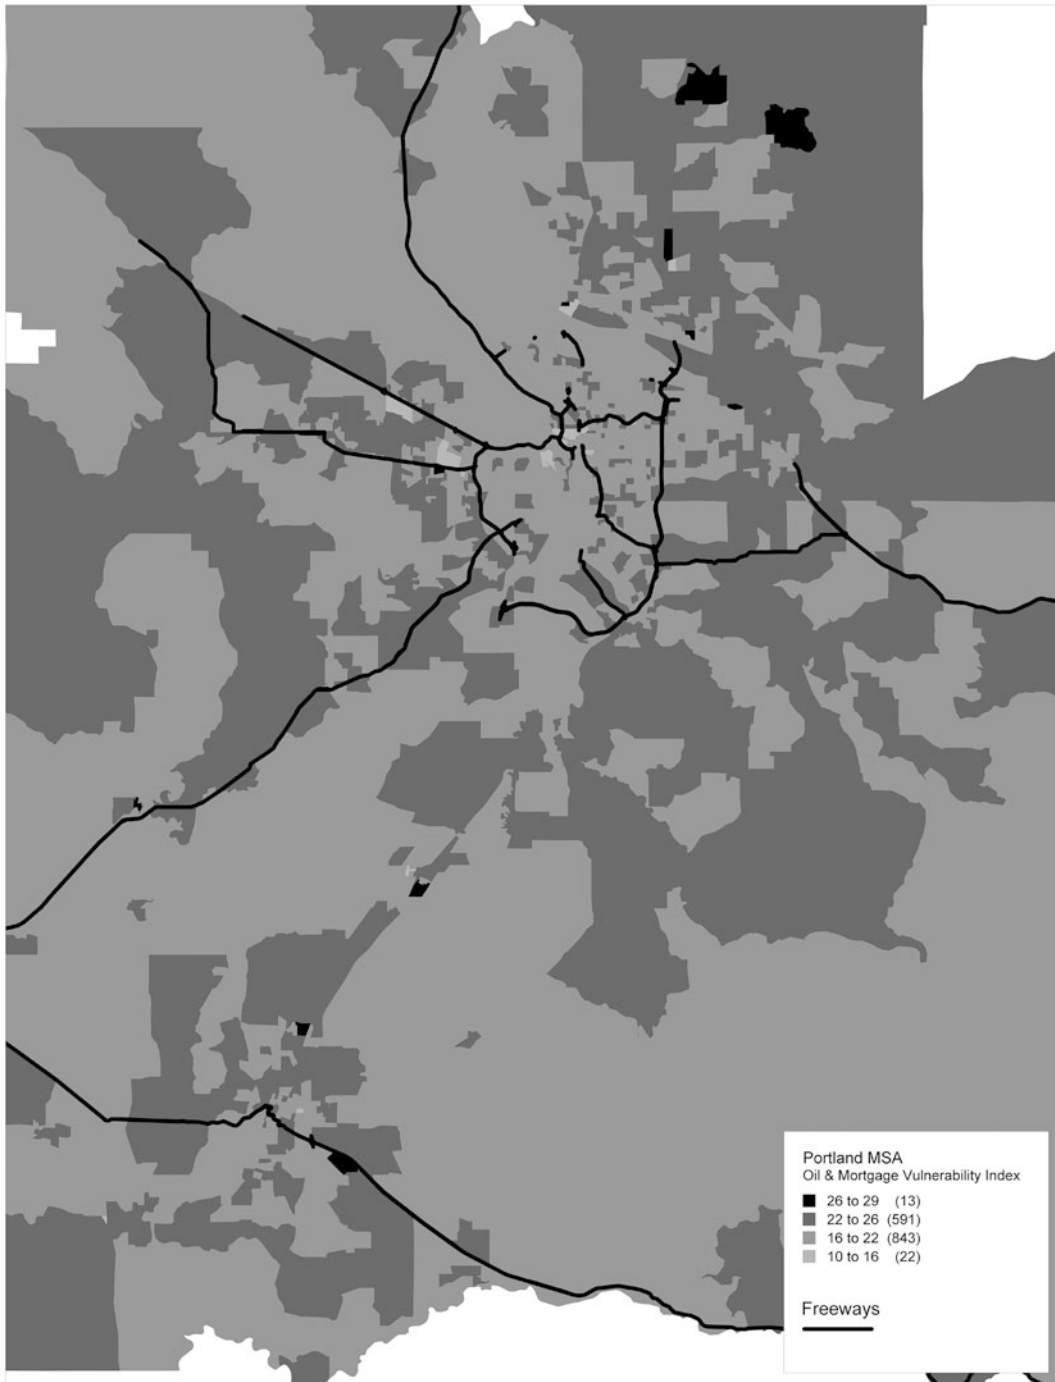 Portland MSA
Oil & Mortgage Vulnerability Index
26 to 29 (13)
22 to 26 (591)
16 to 22 (843)
10 to 16 (22)
Freeways